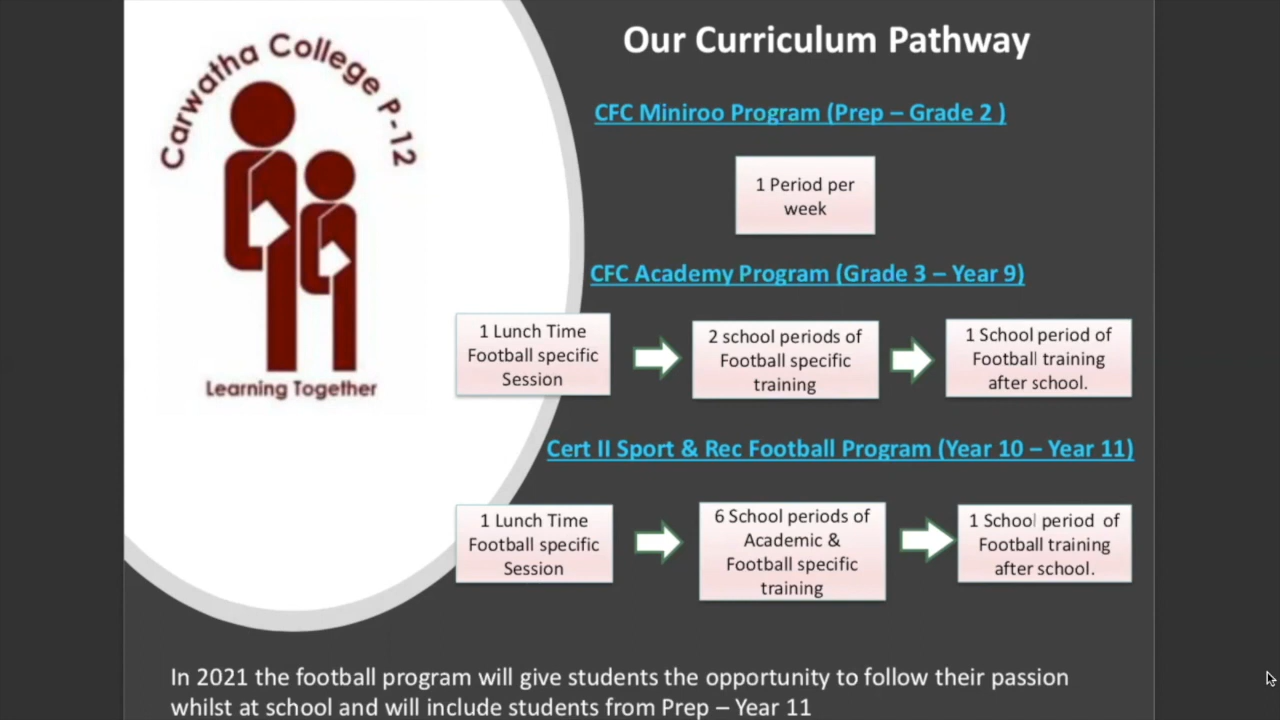 Carwatha College P-12
Learning Together
Our Curriculum Pathway
CFC Miniroo Program (Prep – Grade 2 )
1 Period per
week
CFC Academy Program (Grade 3 – Year 9)
1 Lunch Time
Football specific
Session
2 school periods of
Football specific
training
1 School period of
Football training
after school.
Cert II Sport & Rec Football Program (Year 10 – Year 11)
1 Lunch Time
Football specific
Session
6 School periods of
Academic &
Football specific
training
1 School period of
Football training
after school.
In 2021 the football program will give students the opportunity to follow their passion
whilst at school and will include students from Prep – Year 11